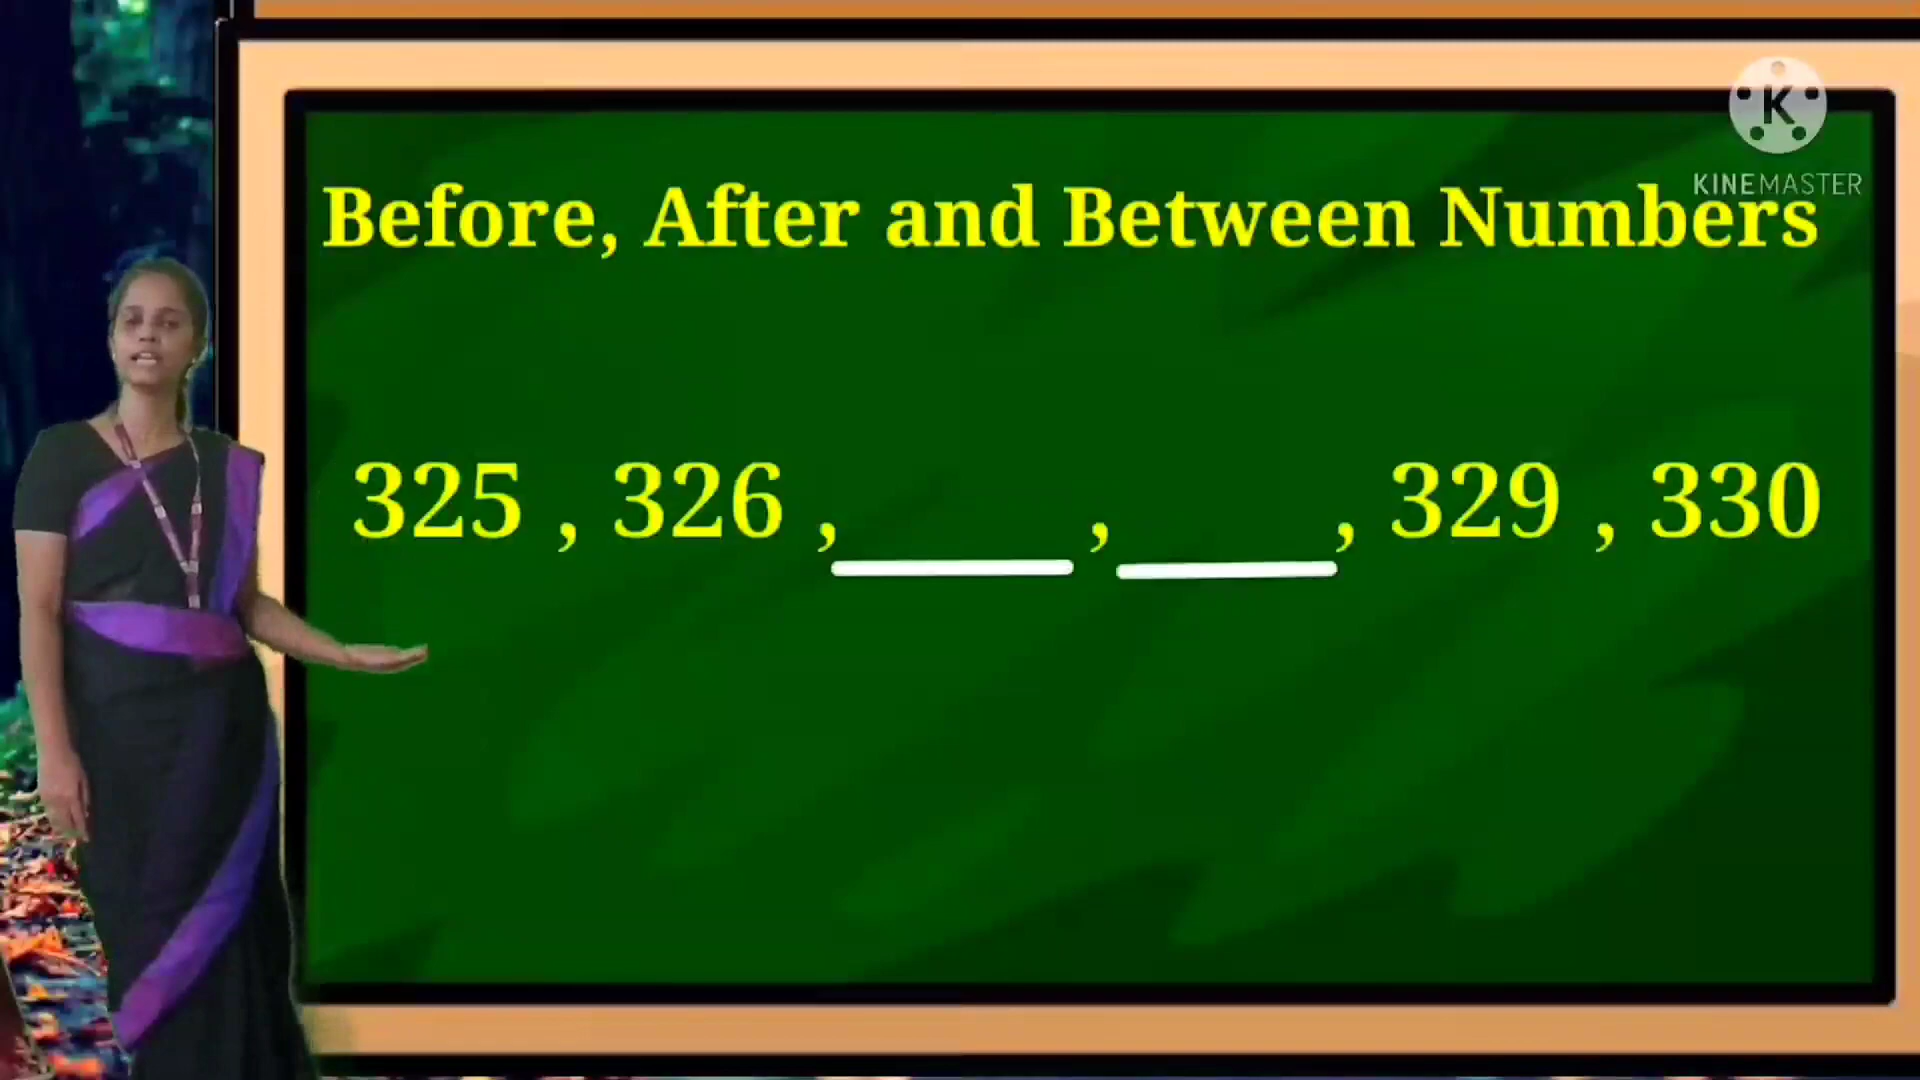 K
KINEMASTER
Before, After and Between Numbers
325 , 326 , ____ , ____ , 329 , 330